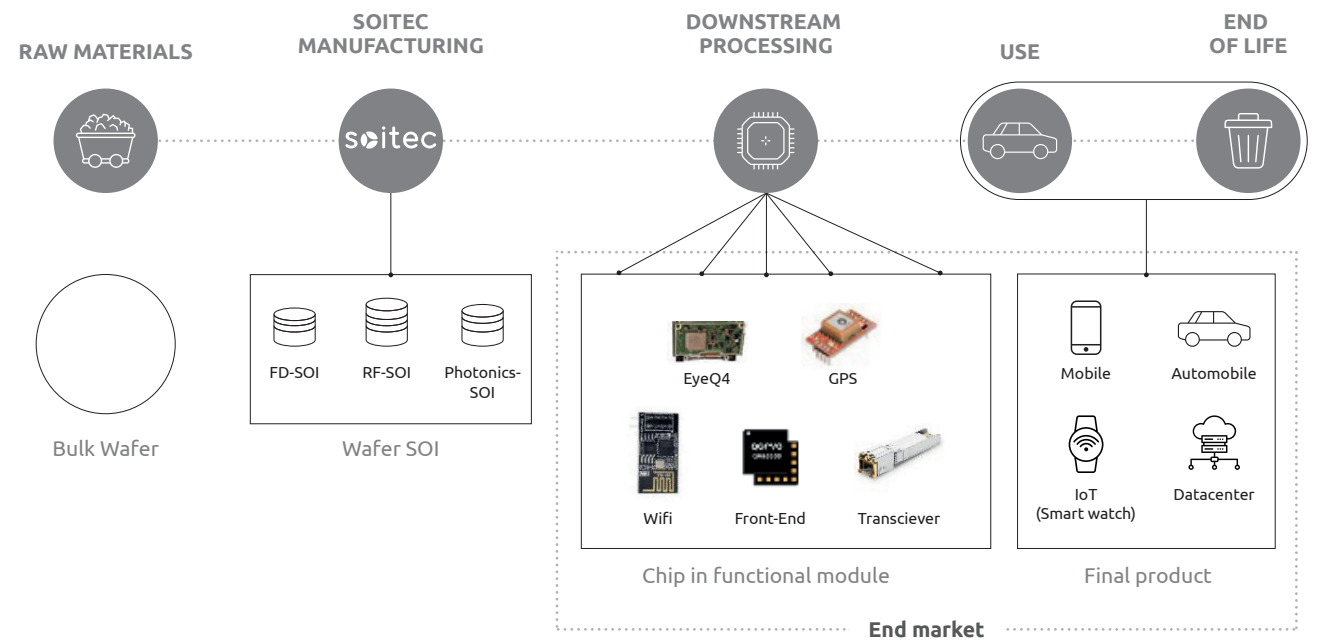 RAW MATERIALS
SOITEC
MANUFACTURING
DOWNSTREAM
PROCESSING
USE
END
OF LIFE
soitec
FD-SOI
RF-SOI
Photonics-
SOI
Bulk Wafer
Wafer SOI
EyeQ4
GPS
Wifi
Front-End
Transciever
Chip in functional module
Mobile
Automobile
IoT
(Smart watch)
Datacenter
Final product
End market